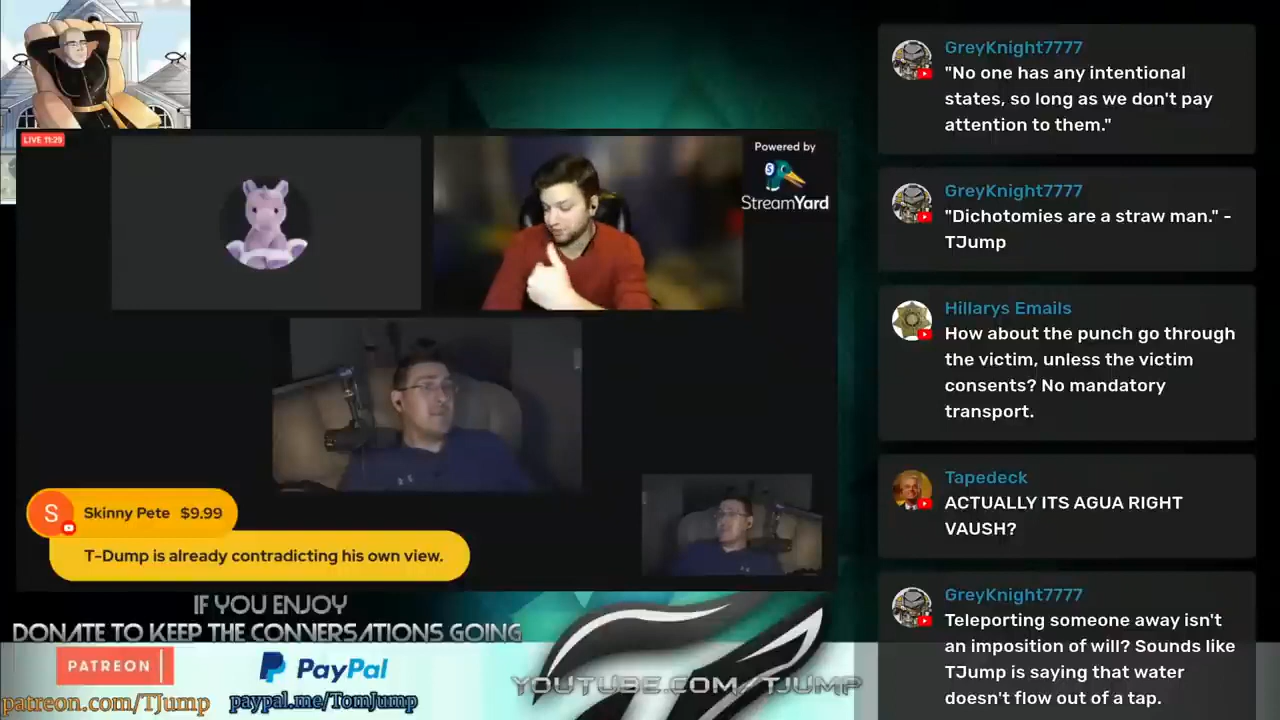 LIVE 11:29
Powered by
StreamYard
Skinny Pete $9.99
T-Dump is already contradicting his own view.
IF YOU ENJOY
DONATE TO KEEP THE CONVERSATIONS GOING
PATREON
PayPal
patreon.com/TJump
paypal.me/TomJump
YOUTUBE.COM/TJUMP
GreyKnight7777
"No one has any intentional
states, so long as we don't pay
attention to them."
GreyKnight7777
"Dichotomies are a straw man." -
TJump
Hillarys Emails
How about the punch go through
the victim, unless the victim
consents? No mandatory
transport.
Tapedeck
ACTUALLY ITS AGUA RIGHT
VAUSH?
GreyKnight7777
Teleporting someone away isn't
an imposition of will? Sounds like
TJump is saying that water
doesn't flow out of a tap.